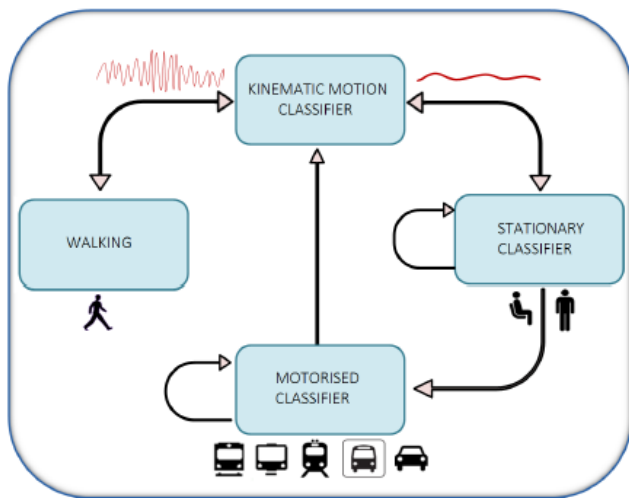 KINEMATIC MOTION
CLASSIFIER
WALKING
STATIONARY
CLASSIFIER
MOTORISED
CLASSIFIER